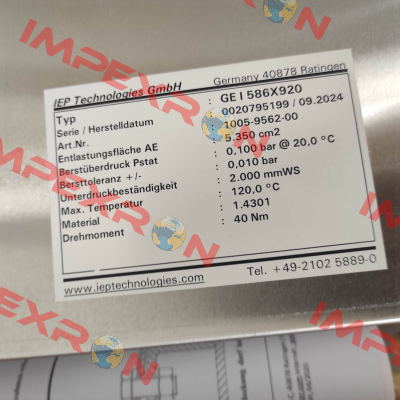 IEP Technologies GmbH Germany 40878 Ratingen
Typ : GE I 586X920
Serie / Herstelldatum : 0020795199 / 09.2024
Art.Nr. : 1005-9562-00
Entlastungsfläche AE : 5.350 cm2
Berstüberdruck Pstat : 0,100 bar @ 20,0 °C
Bersttoleranz +/- : 0,010 bar
Unterdruckbeständigkeit : 2.000 mmWS
Max. Temperatur : 120,0 °C
Material : 1.4301
Drehmoment : 40 Nm
www.ieptechnologies.com Tel. +49-2102 5889-0
IMPEXRON
IMPEXRON
IMPEXRON